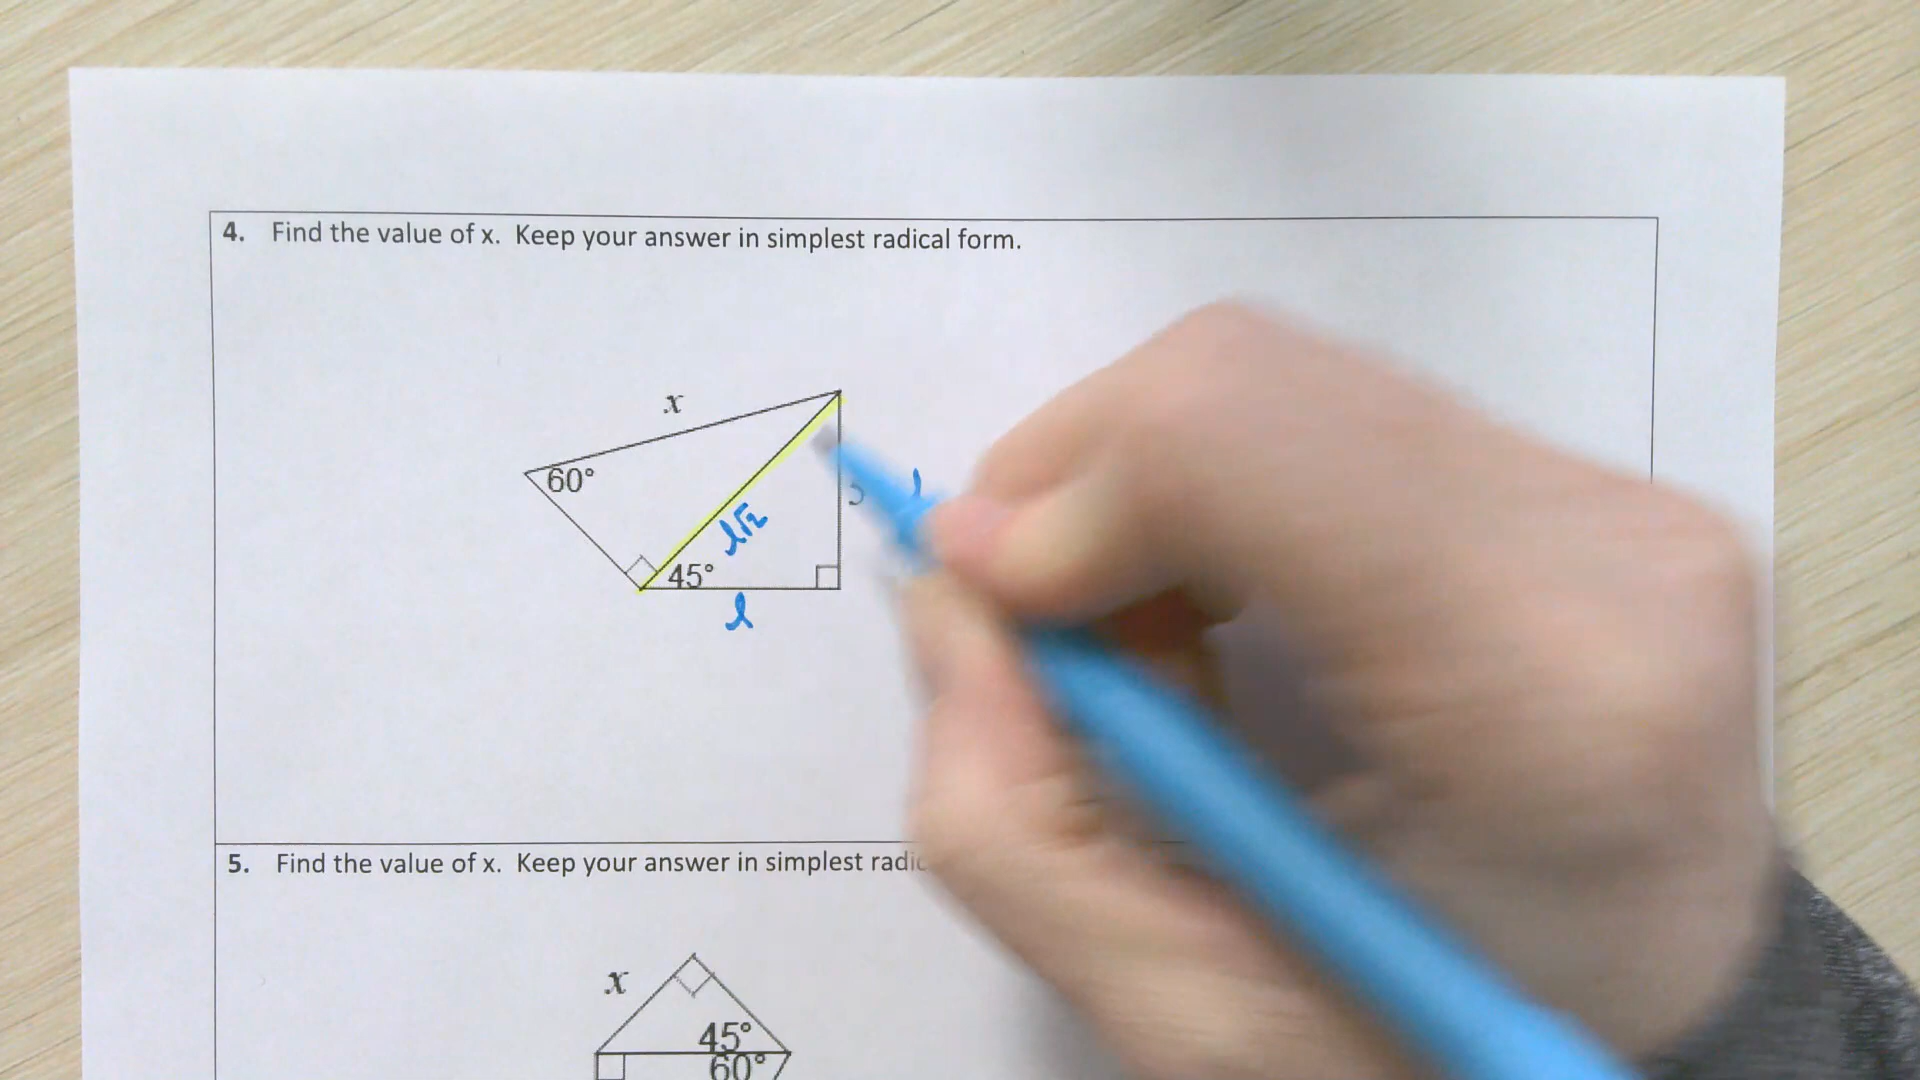 4. Find the value of x. Keep your answer in simplest radical form.
x
60°
l√2
l
45°
l
5. Find the value of x. Keep your answer in simplest
x
45°
60°